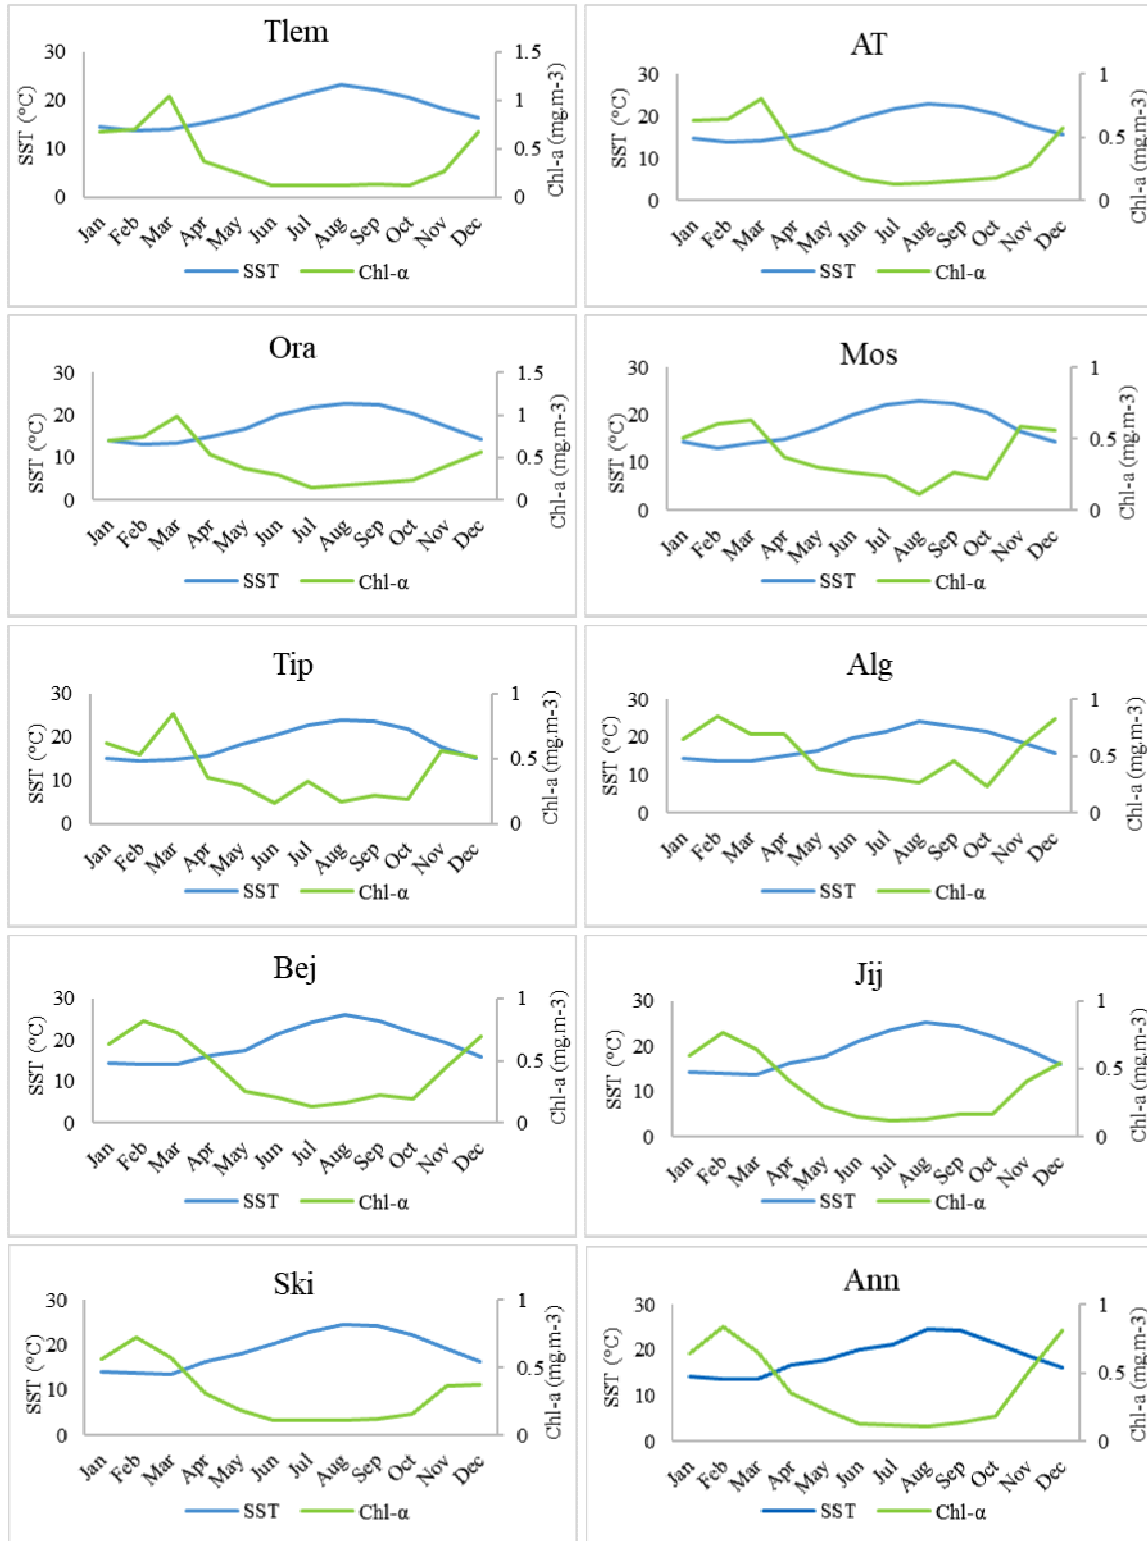 Tlem
30
20
10
0
SST (°C)
1.5
1
0.5
0
Chl-a (mg.m-3)
Jan Feb Mar Apr May Jun Jul Aug Sep Oct Nov Dec
SST Chl-α
AT
30
20
10
0
SST (°C)
1
0.5
0
Chl-a (mg.m-3)
Jan Feb Mar Apr May Jun Jul Aug Sep Oct Nov Dec
SST Chl-α
Ora
30
20
10
0
SST (°C)
1.5
1
0.5
0
Chl-a (mg.m-3)
Jan Feb Mar Apr May Jun Jul Aug Sep Oct Nov Dec
SST Chl-α
Mos
30
20
10
0
SST (°C)
1
0.5
0
Chl-a (mg.m-3)
Jan Feb Mar Apr May Jun Jul Aug Sep Oct Nov Dec
SST Chl-α
Tip
30
20
10
0
SST (°C)
1
0.5
0
Chl-a (mg.m-3)
Jan Feb Mar Apr May Jun Jul Aug Sep Oct Nov Dec
SST Chl-α
Alg
30
20
10
0
SST (°C)
1
0.5
0
Chl-a (mg.m-3)
Jan Feb Mar Apr May Jun Jul Aug Sep Oct Nov Dec
SST Chl-α
Bej
30
20
10
0
SST (°C)
1
0.5
0
Chl-a (mg.m-3)
Jan Feb Mar Apr May Jun Jul Aug Sep Oct Nov Dec
SST Chl-α
Jij
30
20
10
0
SST (°C)
1
0.5
0
Chl-a (mg.m-3)
Jan Feb Mar Apr May Jun Jul Aug Sep Oct Nov Dec
SST Chl-α
Ski
30
20
10
0
SST (°C)
1
0.5
0
Chl-a (mg.m-3)
Jan Feb Mar Apr May Jun Jul Aug Sep Oct Nov Dec
SST Chl-α
Ann
30
20
10
0
SST (°C)
1
0.5
0
Chl-a (mg.m-3)
Jan Feb Mar Apr May Jun Jul Aug Sep Oct Nov Dec
SST Chl-α